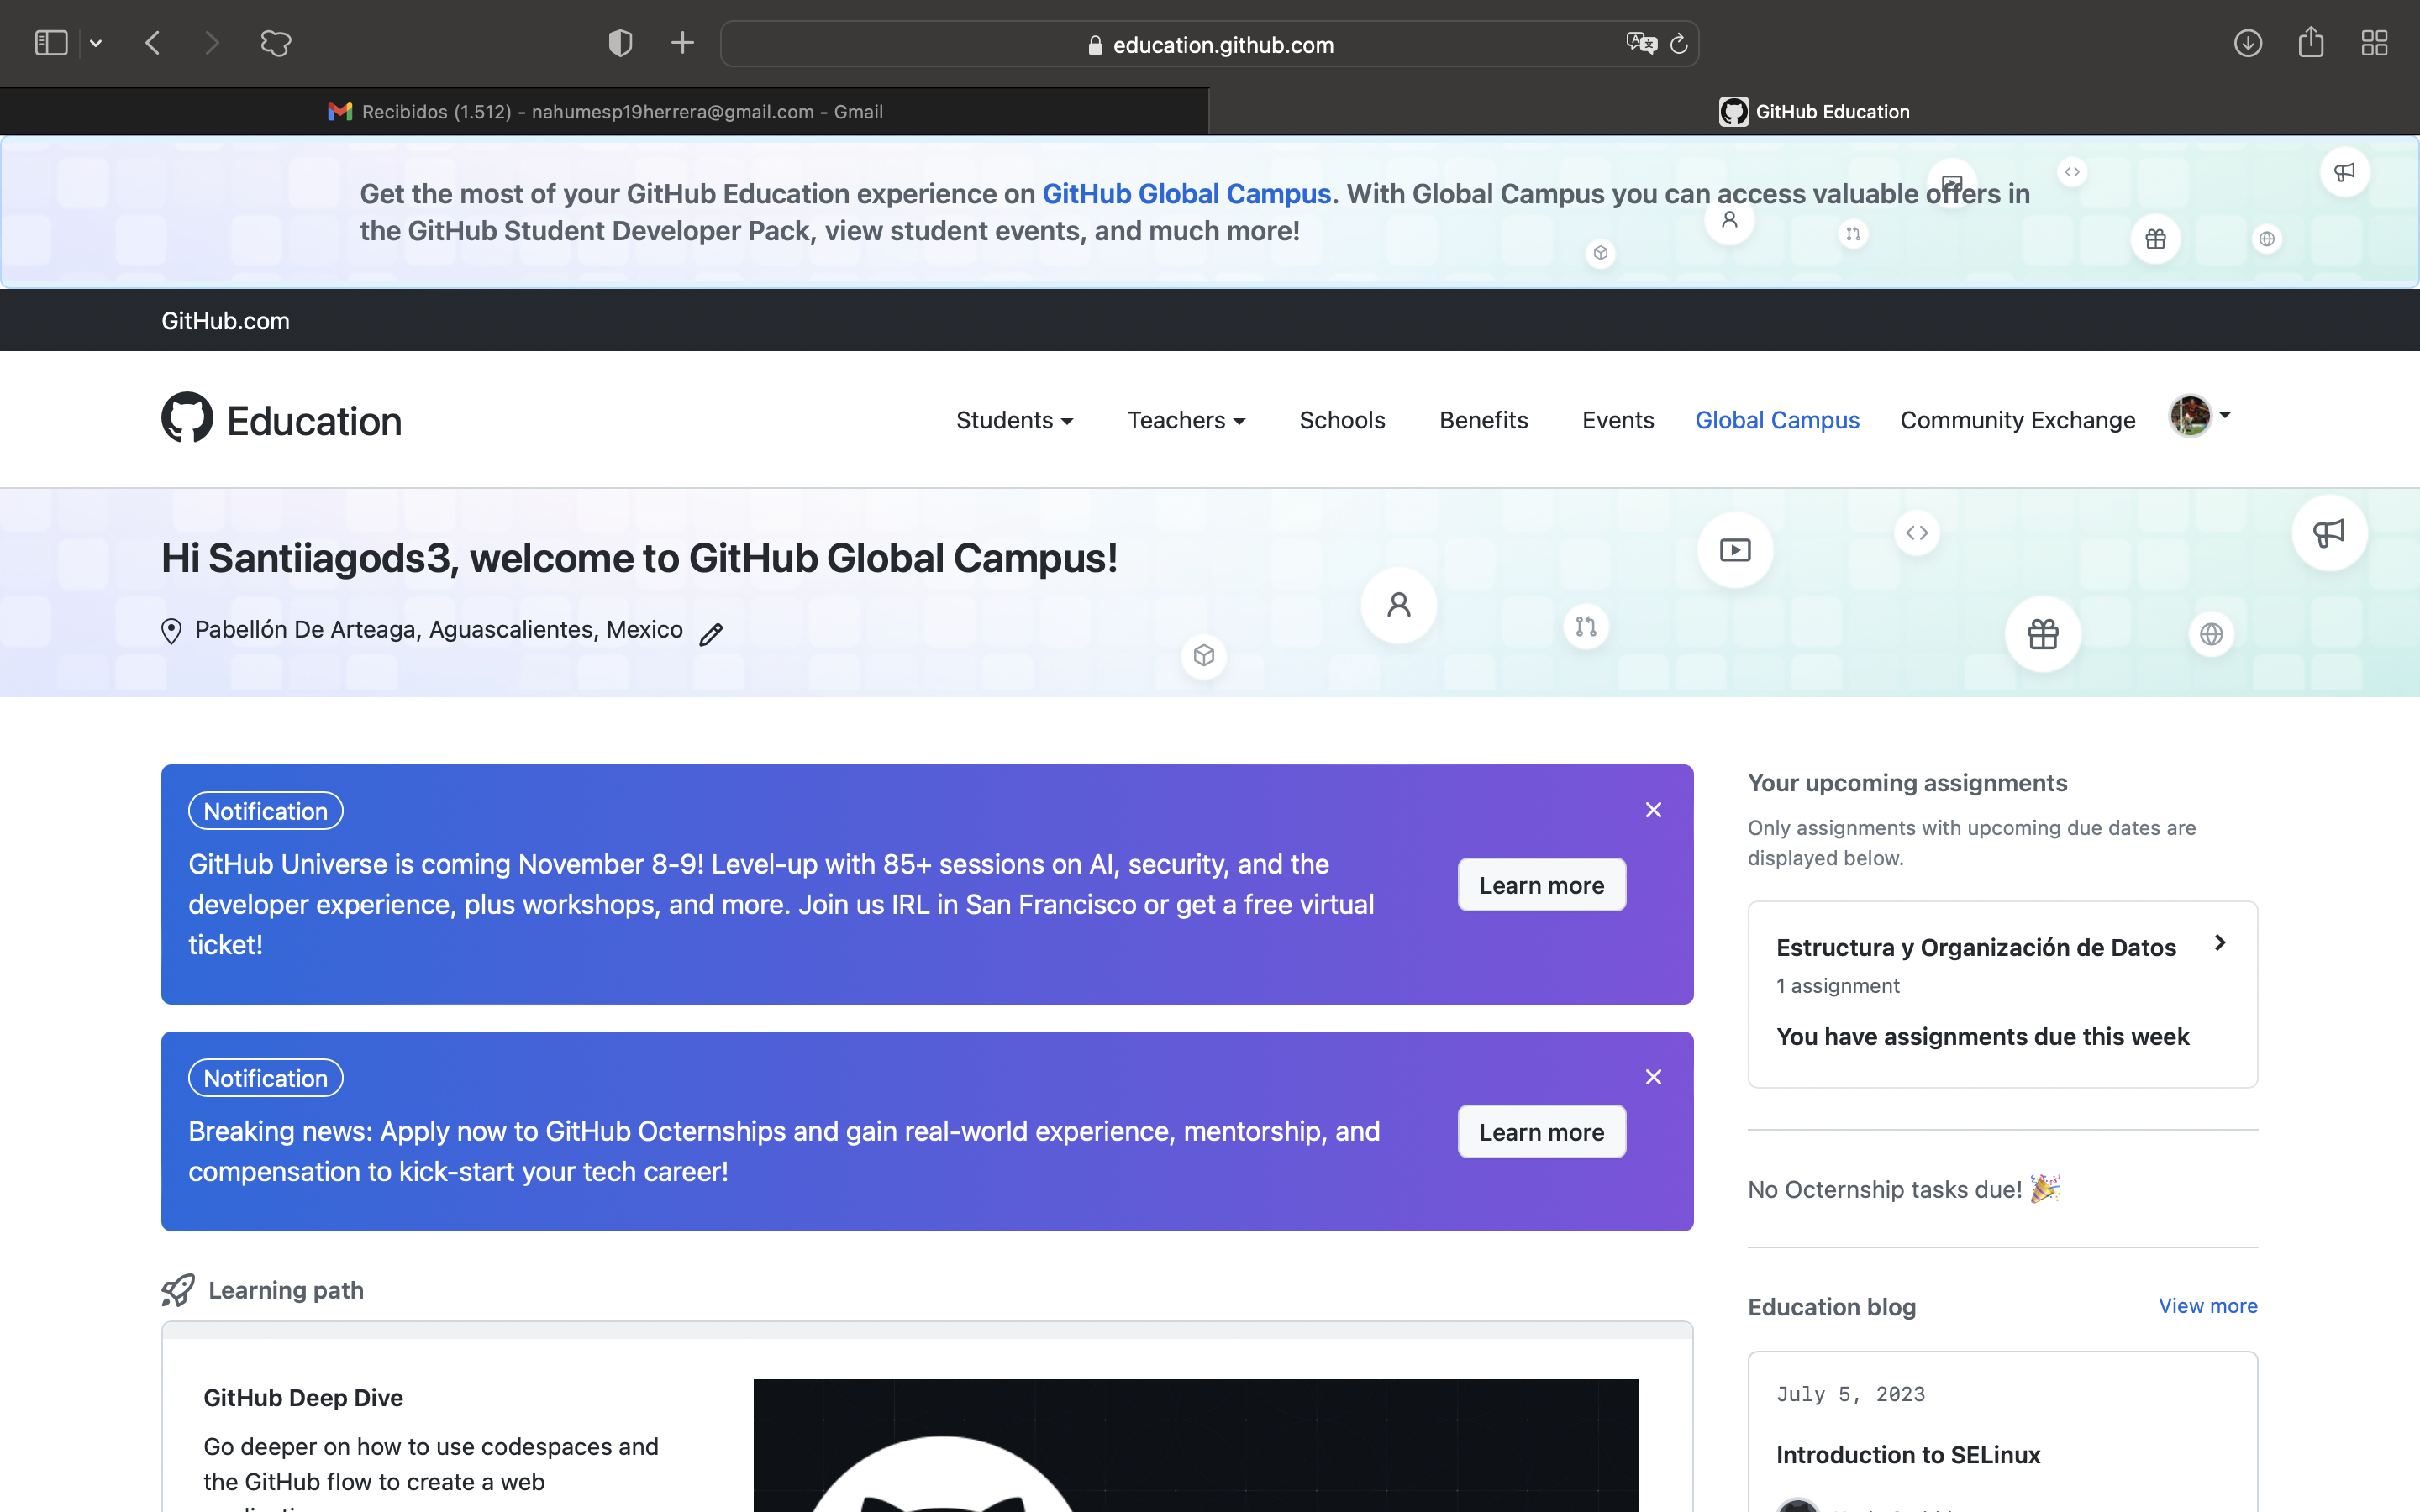 education.github.com
Recibidos (1.512) - nahumesp19herrera@gmail.com - Gmail
GitHub Education
Get the most of your GitHub Education experience on GitHub Global Campus. With Global Campus you can access valuable offers in
the GitHub Student Developer Pack, view student events, and much more!
GitHub.com
Education
Students
Teachers
Schools
Benefits
Events
Global Campus
Community Exchange
Hi Santiiagods3, welcome to GitHub Global Campus!
Pabellón De Arteaga, Aguascalientes, Mexico
Notification
GitHub Universe is coming November 8-9! Level-up with 85+ sessions on AI, security, and the
developer experience, plus workshops, and more. Join us IRL in San Francisco or get a free virtual
ticket!
Learn more
Notification
Breaking news: Apply now to GitHub Octernships and gain real-world experience, mentorship, and
compensation to kick-start your tech career!
Learn more
Learning path
GitHub Deep Dive
Go deeper on how to use codespaces and
the GitHub flow to create a web
Your upcoming assignments
Only assignments with upcoming due dates are
displayed below.
Estructura y Organización de Datos
1 assignment
You have assignments due this week
No Octernship tasks due! 🎉
Education blog
View more
July 5, 2023
Introduction to SELinux